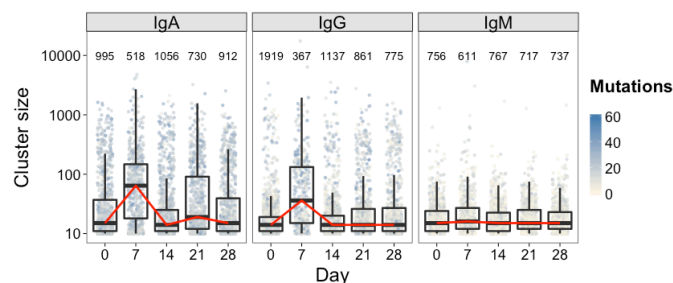 IgA IgG IgM
10000 995 518 1056 730 912 1919 367 1137 861 775 756 611 767 717 737
Mutations
1000
60
Cluster size
40
100
20
0
10
0 7 14 21 28 0 7 14 21 28 0 7 14 21 28
Day